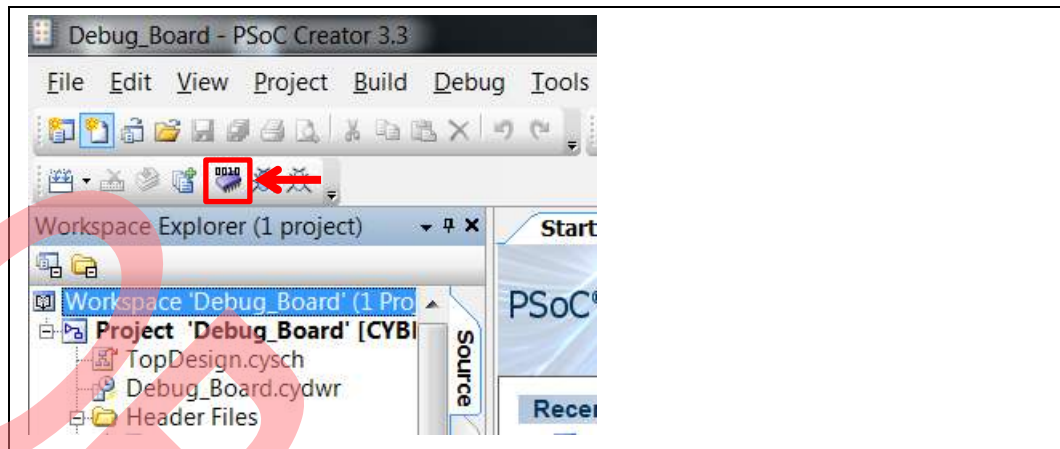 Debug_Board - PSoC Creator 3.3
File Edit View Project Build Debug Tools
0010
Workspace Explorer (1 project)
Start
Workspace 'Debug_Board' (1 Pro
Project 'Debug_Board' [CYBl
TopDesign.cysch
Debug_Board.cydwr
Header Files
Source
PSoC®
Recen